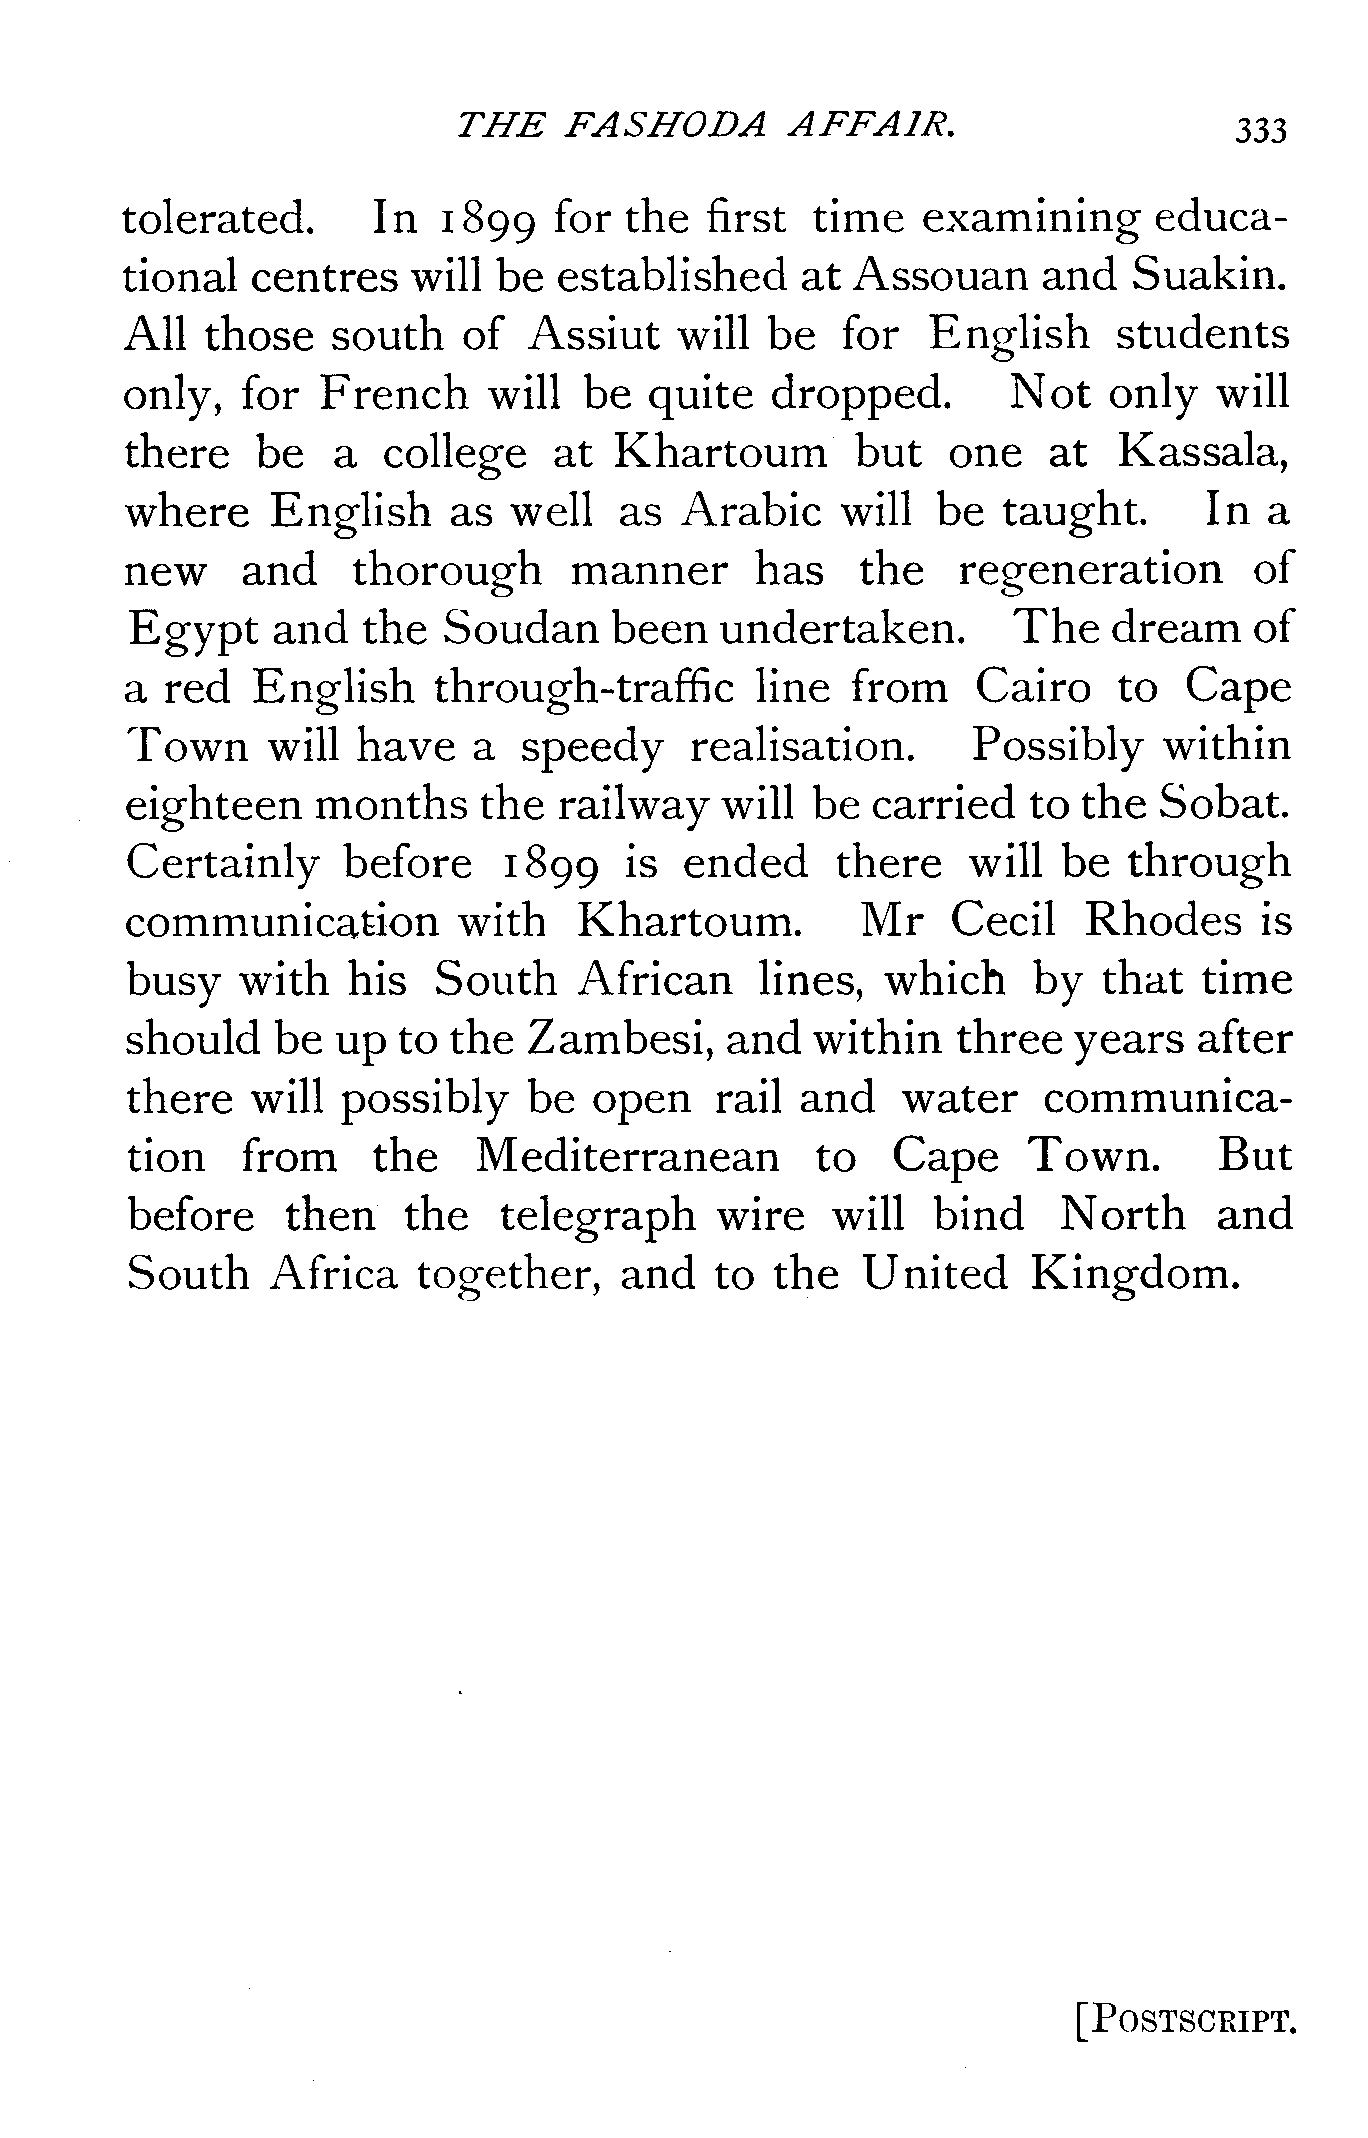 THE FASHODA AFFAIR. 333
tolerated. In 1899 for the first time examining educa-
tional centres will be established at Assouan and Suakin.
All those south of Assiut will be for English students
only, for French will be quite dropped. Not only will
there be a college at Khartoum but one at Kassala,
where English as well as Arabic will be taught. In a
new and thorough manner has the regeneration of
Egypt and the Soudan been undertaken. The dream of
a red English through-traffic line from Cairo to Cape
Town will have a speedy realisation. Possibly within
eighteen months the railway will be carried to the Sobat.
Certainly before 1899 is ended there will be through
communication with Khartoum. Mr Cecil Rhodes is
busy with his South African lines, which by that time
should be up to the Zambesi, and within three years after
there will possibly be open rail and water communica-
tion from the Mediterranean to Cape Town. But
before then the telegraph wire will bind North and
South Africa together, and to the United Kingdom.
[POSTSCRIPT.